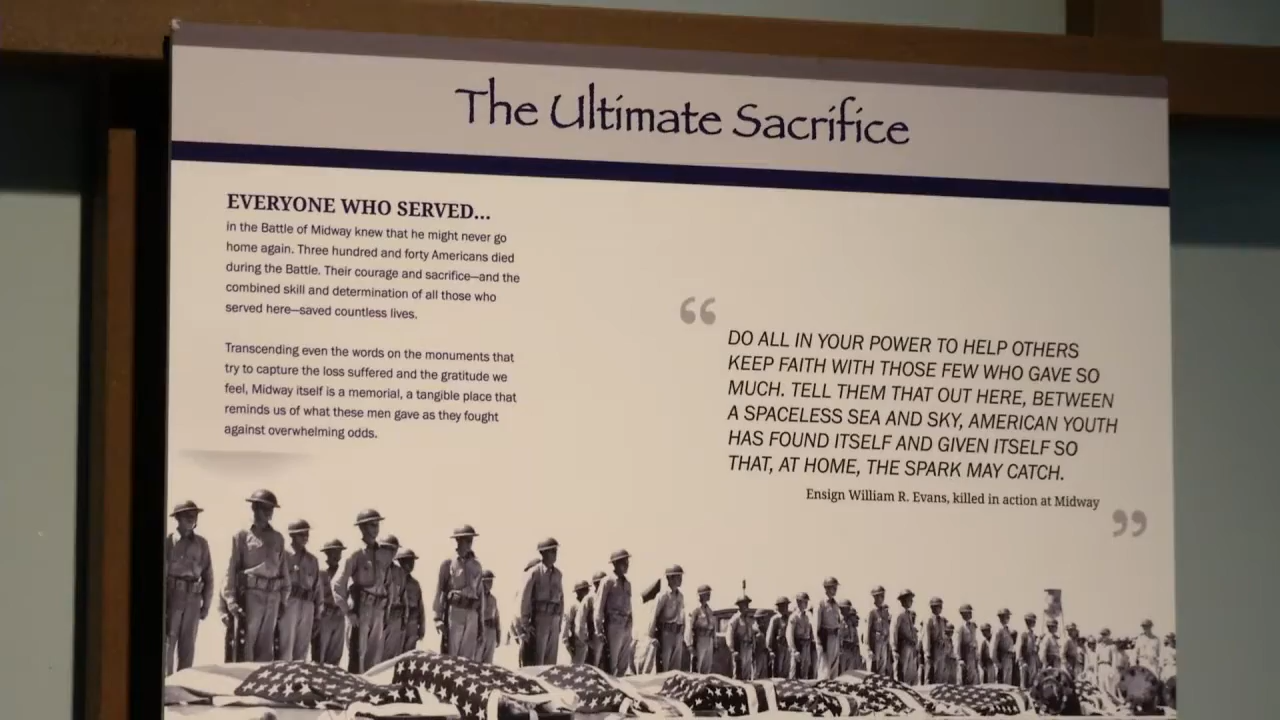 The Ultimate Sacrifice
EVERYONE WHO SERVED...
in the Battle of Midway knew that he might never go
home again. Three hundred and forty Americans died
during the Battle. Their courage and sacrifice—and the
combined skill and determination of all those who
served here—saved countless lives.
Transcending even the words on the monuments that
try to capture the loss suffered and the gratitude we
feel, Midway itself is a memorial, a tangible place that
reminds us of what these men gave as they fought
against overwhelming odds.
“DO ALL IN YOUR POWER TO HELP OTHERS
KEEP FAITH WITH THOSE FEW WHO GAVE SO
MUCH. TELL THEM THAT OUT HERE, BETWEEN
A SPACELESS SEA AND SKY, AMERICAN YOUTH
HAS FOUND ITSELF AND GIVEN ITSELF SO
THAT, AT HOME, THE SPARK MAY CATCH.
Ensign William R. Evans, killed in action at Midway”